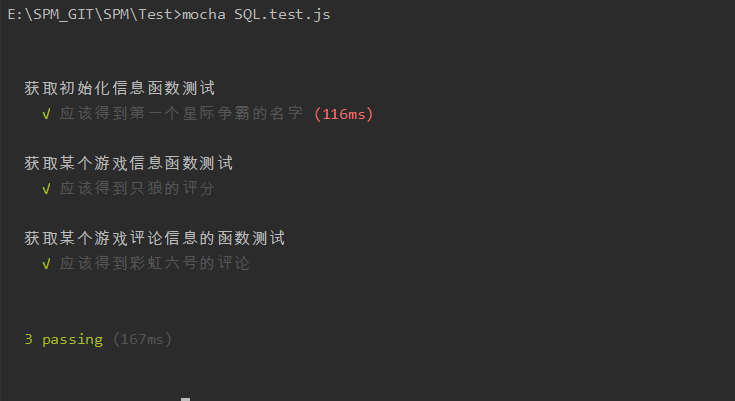 E:\SPM_GIT\SPM\Test>mocha SQL.test.js
获取初始化信息函数测试
√ 应该得到第一个星际争霸的名字 (116ms)
获取某个游戏信息函数测试
√ 应该得到只狼的评分
获取某个游戏评论信息的函数测试
√ 应该得到彩虹六号的评论
3 passing (167ms)